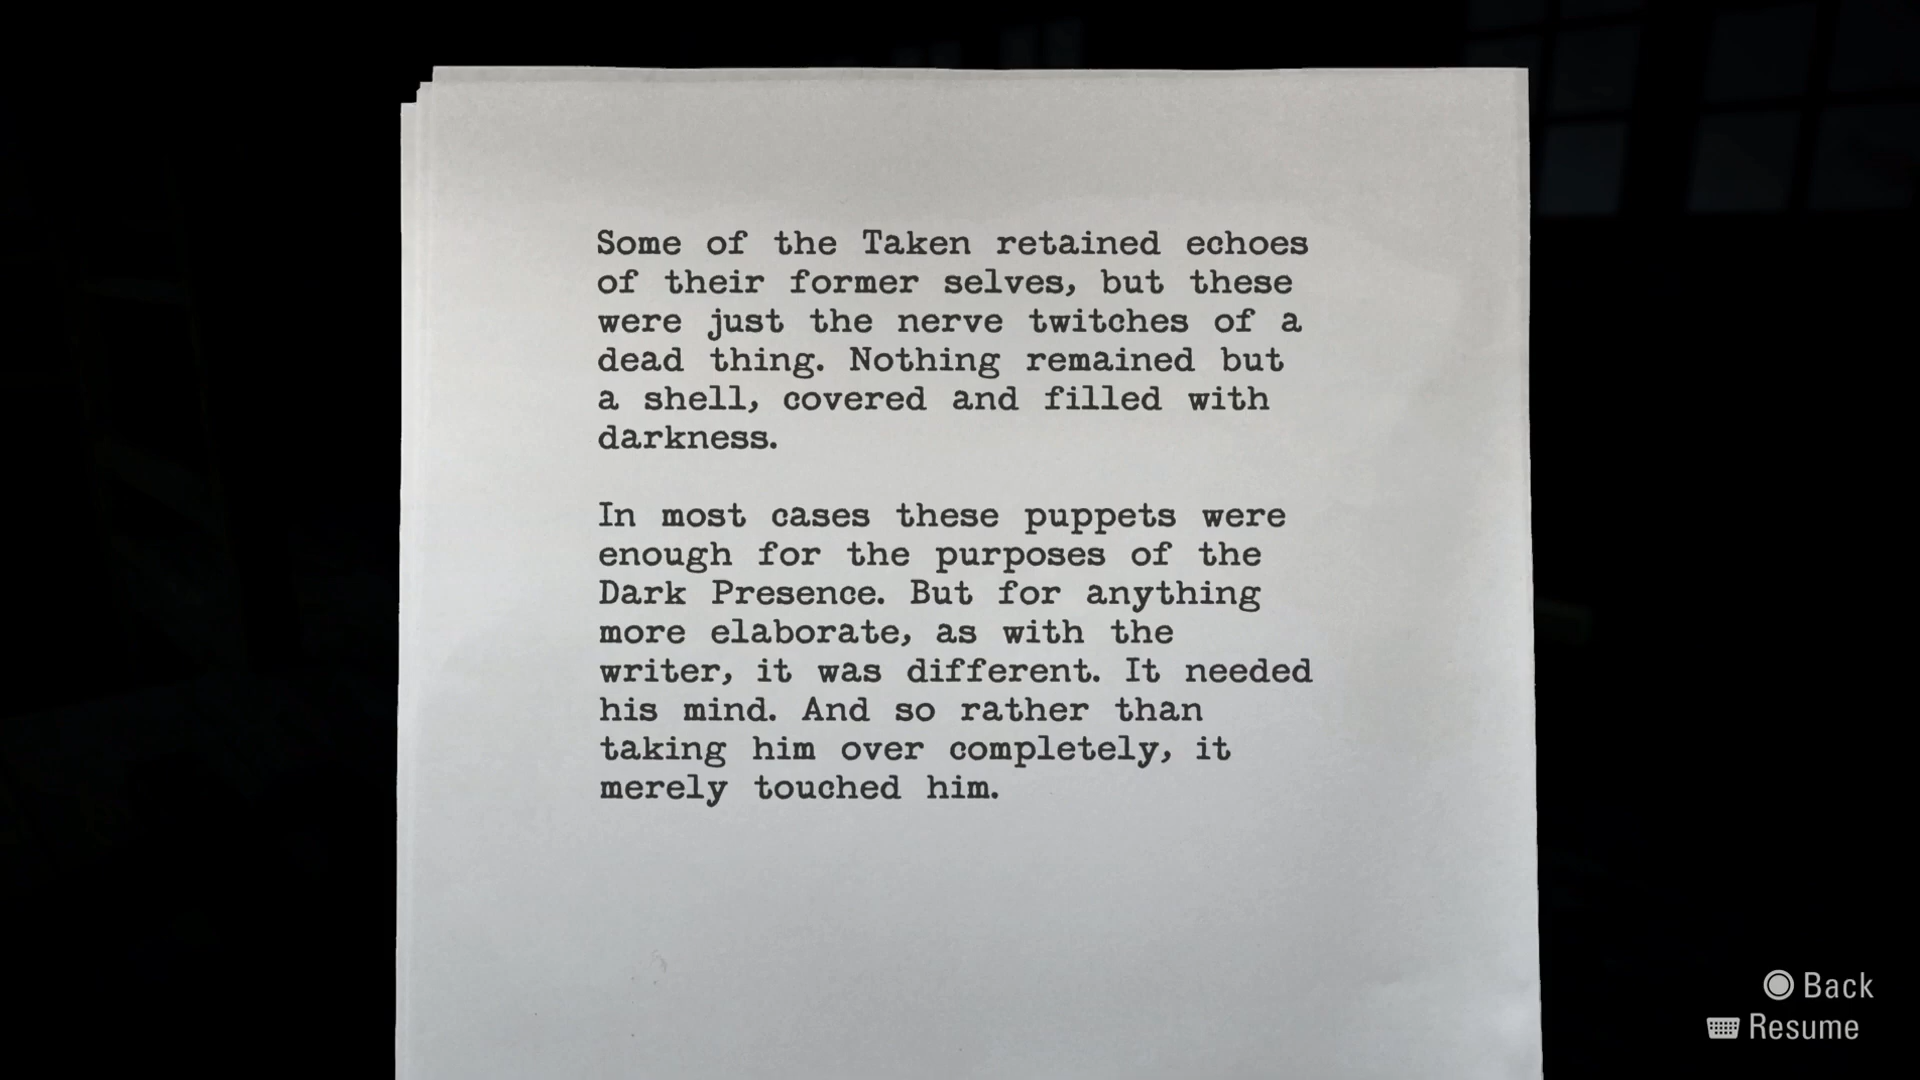 Some of the Taken retained echoes
of their former selves, but these
were just the nerve twitches of a
dead thing. Nothing remained but
a shell, covered and filled with
darkness.
In most cases these puppets were
enough for the purposes of the
Dark Presence. But for anything
more elaborate, as with the
writer, it was different. It needed
his mind. And so rather than
taking him over completely, it
merely touched him.
Back
Resume